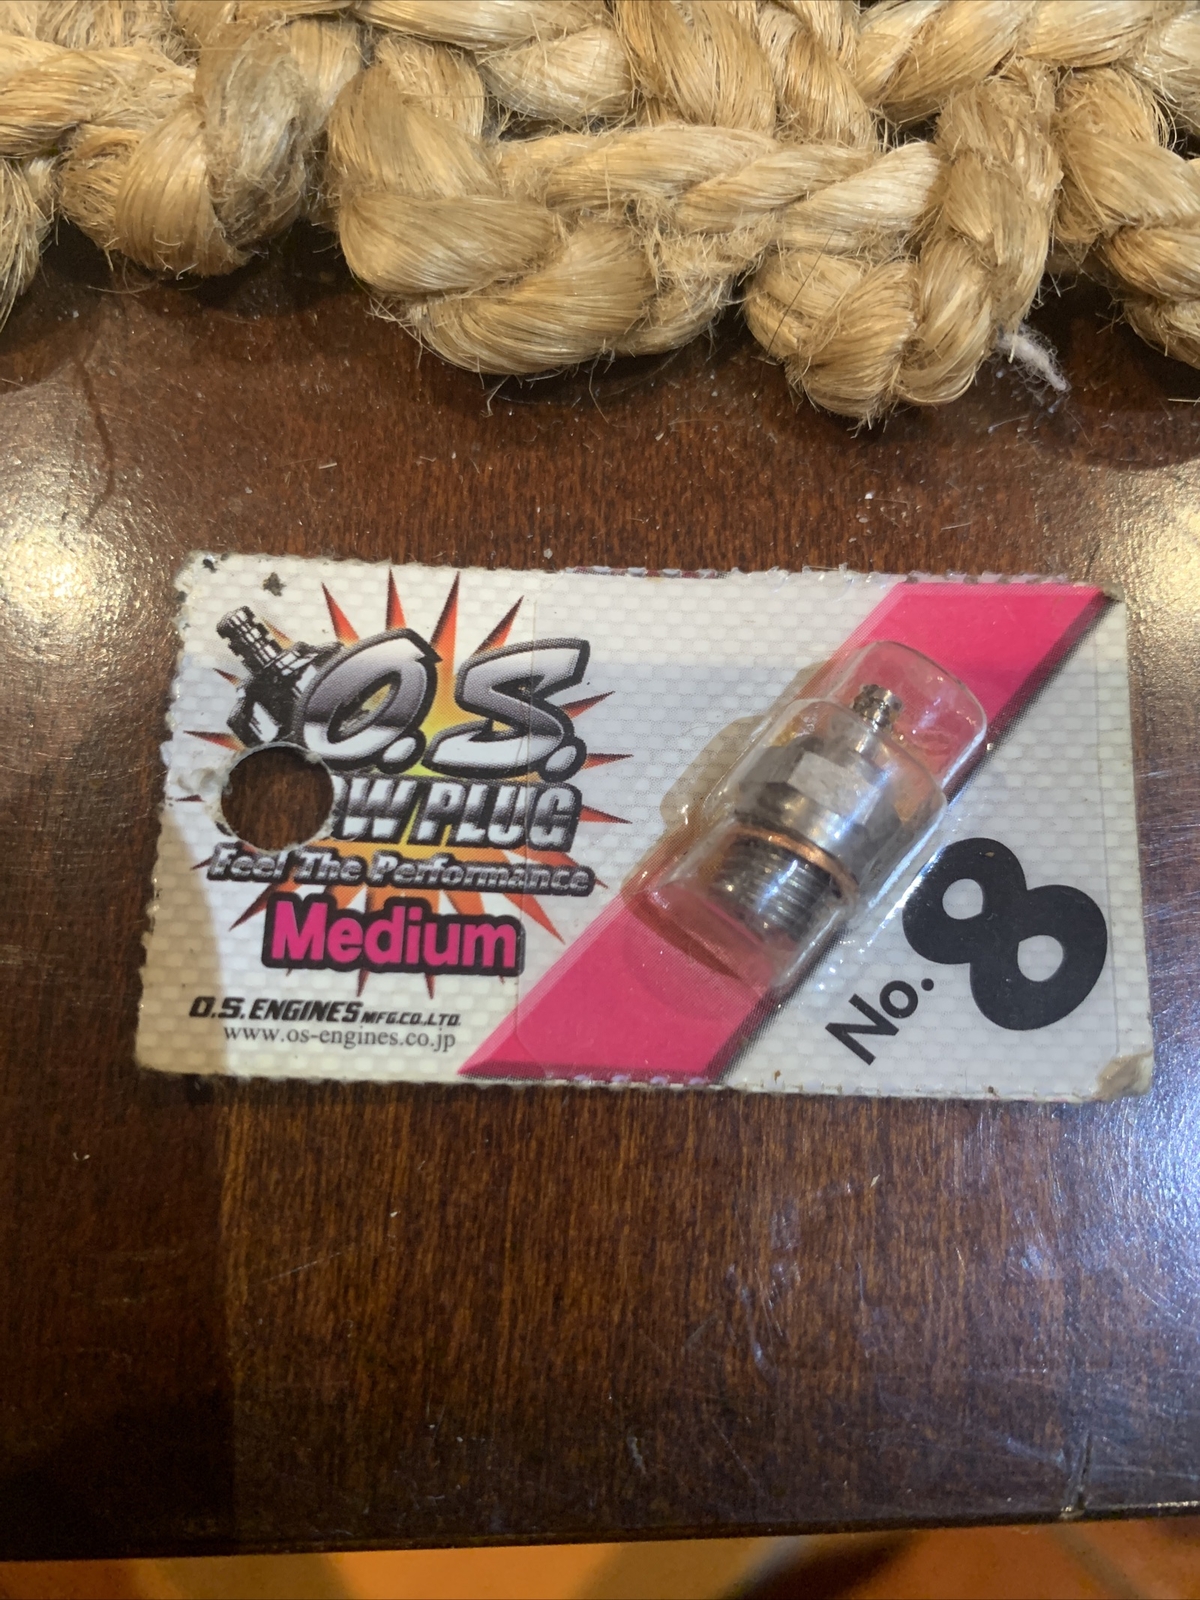 O.S.
OW PLUG
Feel The Performance
Medium
O.S. ENGINES MFG.CO.,LTD.
www.os-engines.co.jp
No. 8